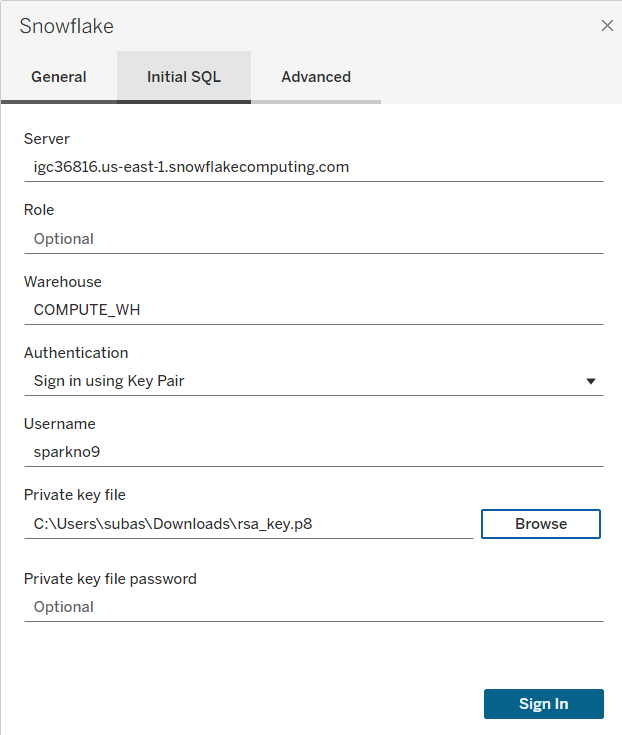 Snowflake
General Initial SQL Advanced
Server
igc36816.us-east-1.snowflakecomputing.com
Role
Optional
Warehouse
COMPUTE_WH
Authentication
Sign in using Key Pair
Username
sparkno9
Private key file
C:\Users\subas\Downloads\rsa_key.p8 Browse
Private key file password
Optional
Sign In